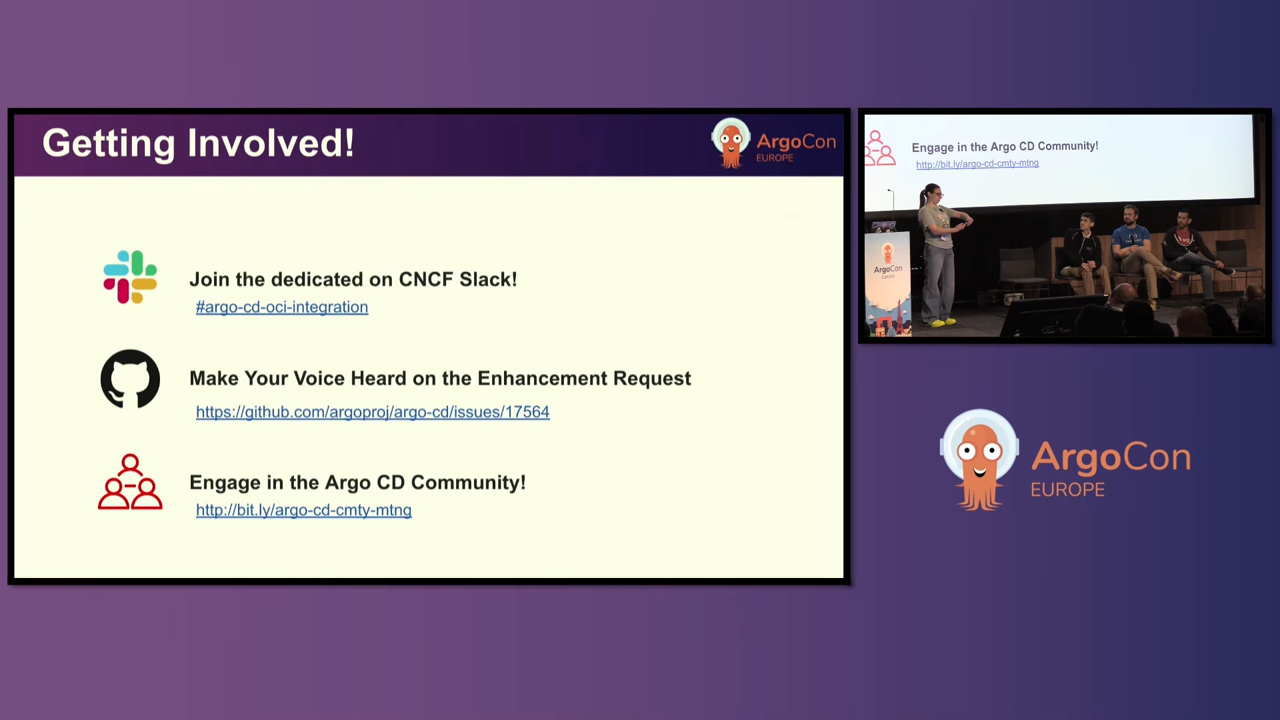 Getting Involved!
ArgoCon
EUROPE
Join the dedicated on CNCF Slack!
#argo-cd-oci-integration
Make Your Voice Heard on the Enhancement Request
https://github.com/argoproj/argo-cd/issues/17564
Engage in the Argo CD Community!
http://bit.ly/argo-cd-cmty-mtng
Engage in the Argo CD Community!
http://bit.ly/argo-cd-cmty-mtng
ArgoCon
ArgoCon
EUROPE